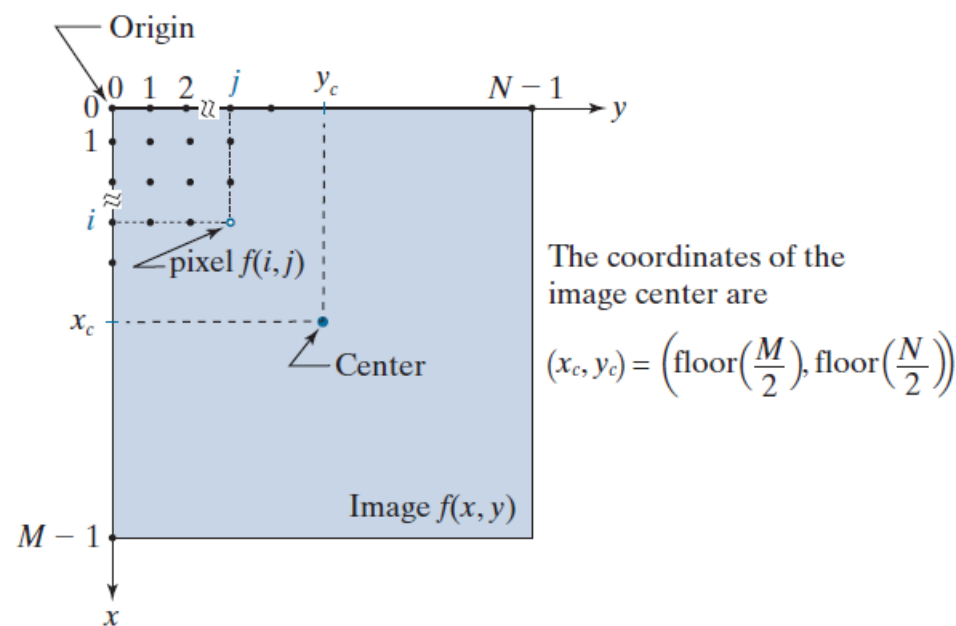 Origin
0 1 2 j y_c N − 1
0
y
1
i
pixel f(i, j)
The coordinates of the
image center are
x_c
Center
(x_c, y_c) = (floor(M/2), floor(N/2))
Image f(x, y)
M − 1
x